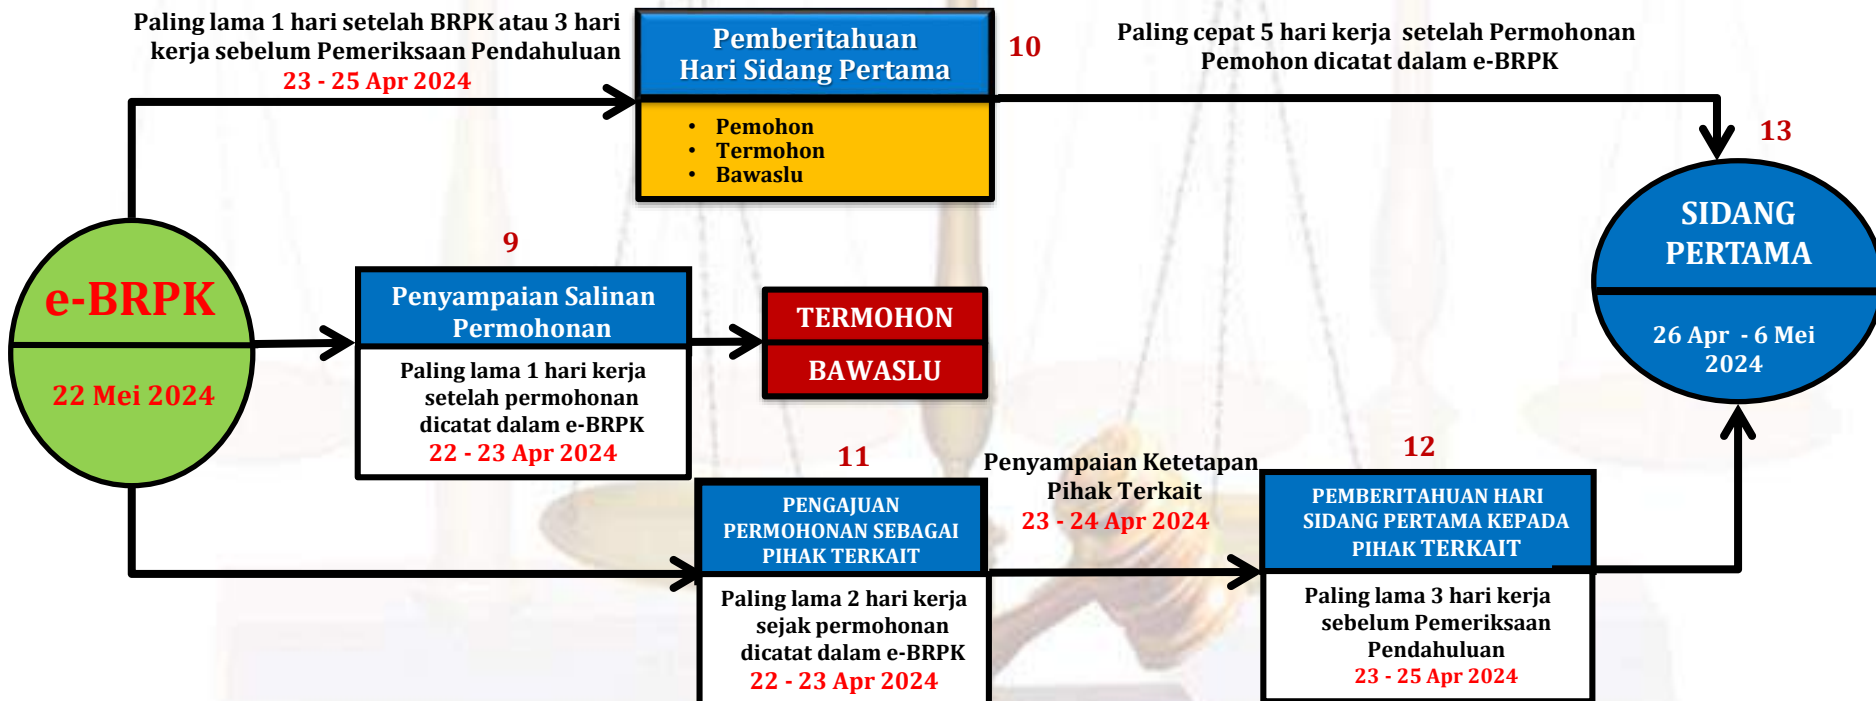 Paling lama 1 hari setelah BRPK atau 3 hari
kerja sebelum Pemeriksaan Pendahuluan
23 - 25 Apr 2024
Pemberitahuan
Hari Sidang Pertama
10
• Pemohon
• Termohon
• Bawaslu
Paling cepat 5 hari kerja setelah Permohonan
Pemohon dicatat dalam e-BRPK
13
SIDANG
PERTAMA
26 Apr - 6 Mei
2024
e-BRPK
22 Mei 2024
9
Penyampaian Salinan
Permohonan
Paling lama 1 hari kerja
setelah permohonan
dicatat dalam e-BRPK
22 - 23 Apr 2024
TERMOHON
BAWASLU
11
PENGAJUAN
PERMOHONAN SEBAGAI
PIHAK TERKAIT
Paling lama 2 hari kerja
sejak permohonan
dicatat dalam e-BRPK
22 - 23 Apr 2024
Penyampaian Ketetapan
Pihak Terkait
23 - 24 Apr 2024
12
PEMBERITAHUAN HARI
SIDANG PERTAMA KEPADA
PIHAK TERKAIT
Paling lama 3 hari kerja
sebelum Pemeriksaan
Pendahuluan
23 - 25 Apr 2024